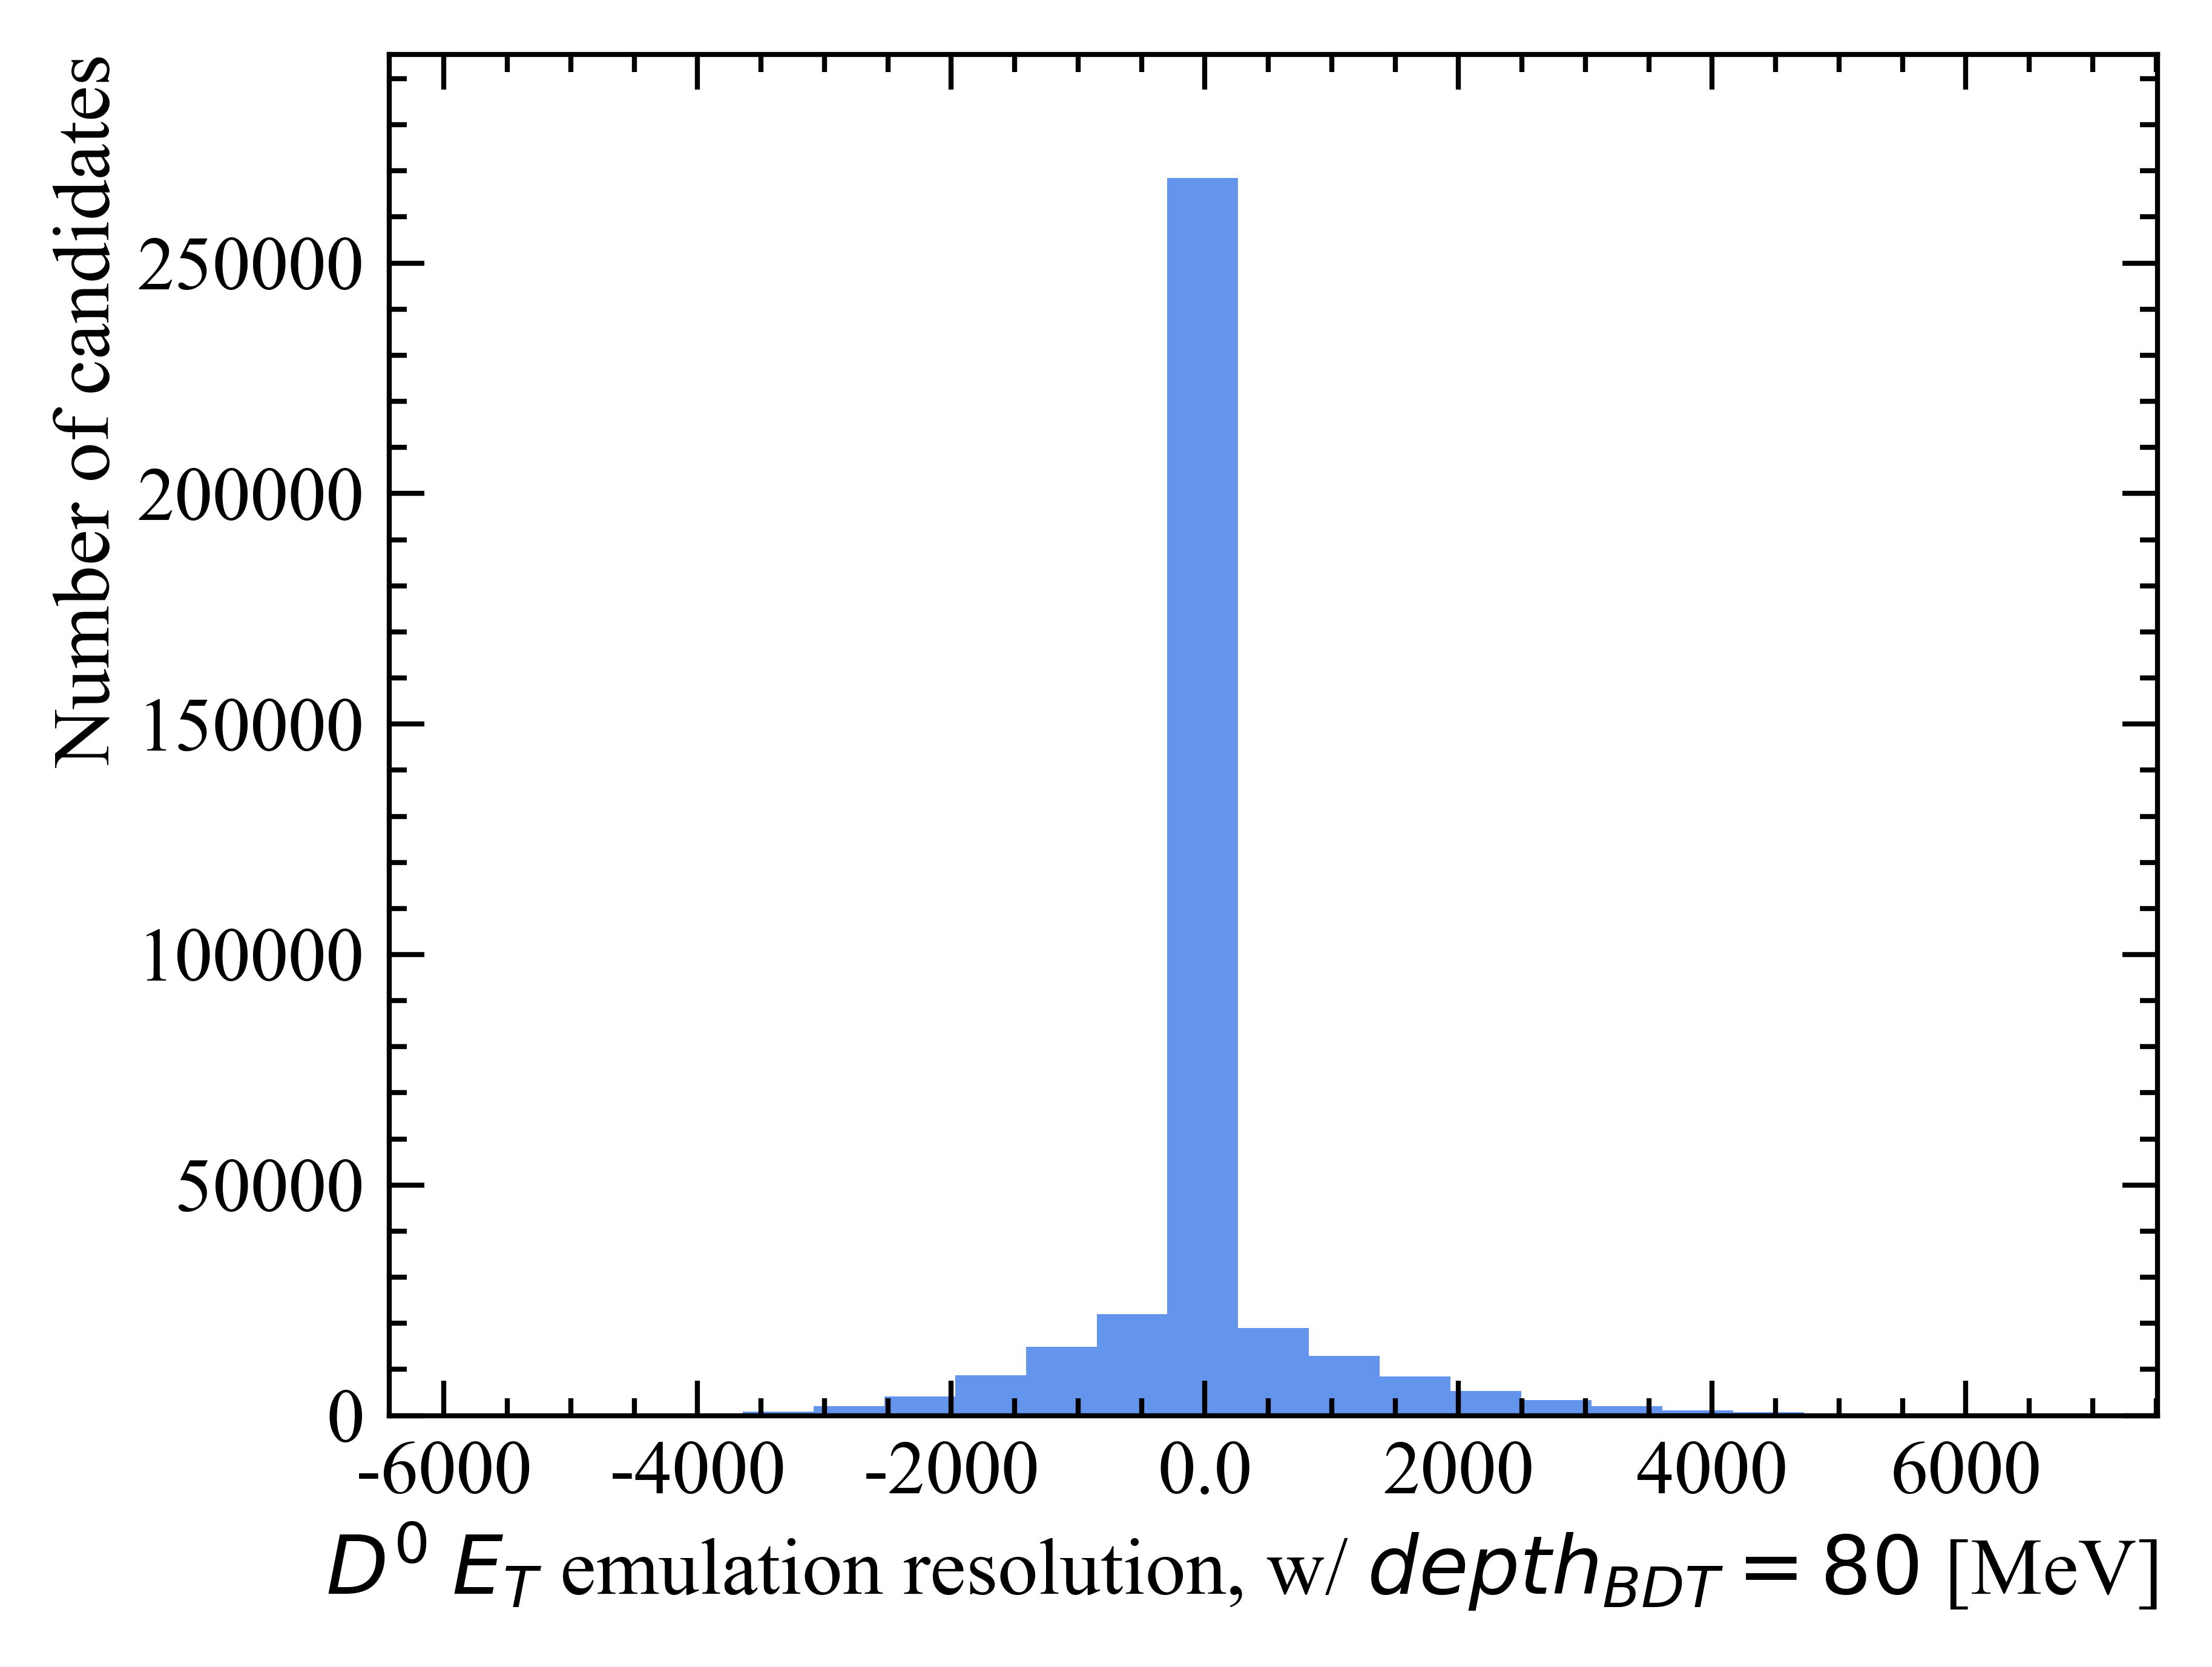 Number of candidates
250000
200000
150000
100000
50000
0
-6000 -4000 -2000 0.0 2000 4000 6000
D⁰ E_T emulation resolution, w/ depth_BDT = 80 [MeV]